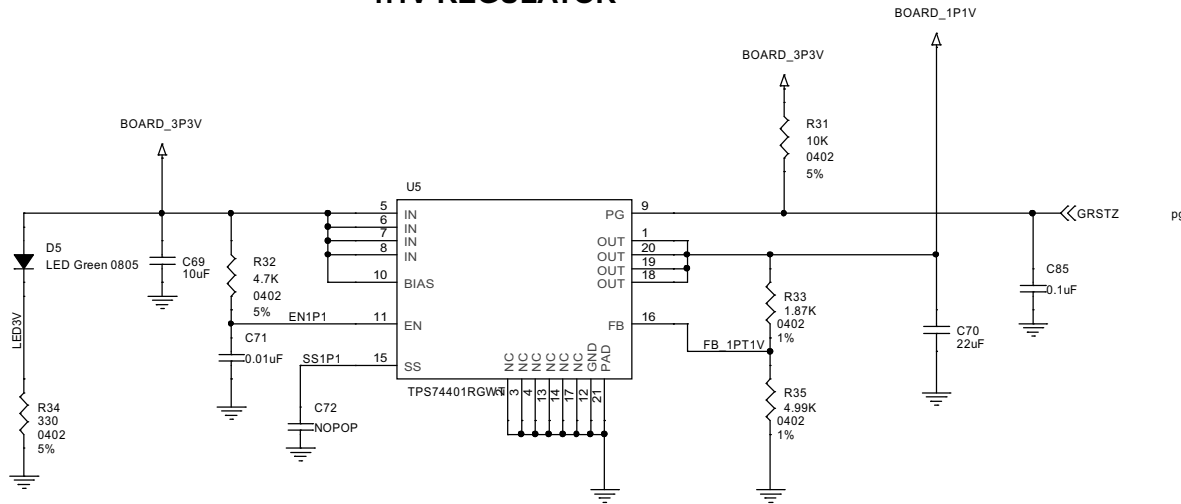 1.1V REGULATOR
BOARD_1P1V
BOARD_3P3V
BOARD_3P3V
R31
10K
0402
5%
U5
5 IN
6 IN
7 IN
8 IN
10 BIAS
11 EN
15 SS
PG 9
OUT 1
OUT 20
OUT 19
OUT 18
FB 16
GRSTZ
pg
D5
LED Green 0805
C69
10uF
R32
4.7K
0402
5%
EN1P1
C71
0.01uF
SS1P1
C72
NOPOP
LED3V
R34
330
0402
5%
NC
NC
NC
NC
NC
NC
GND
PAD
TPS74401RGWT
3
4
13
14
17
12
21
R33
1.87K
0402
1%
FB_1PT1V
R35
4.99K
0402
1%
C70
22uF
C85
0.1uF